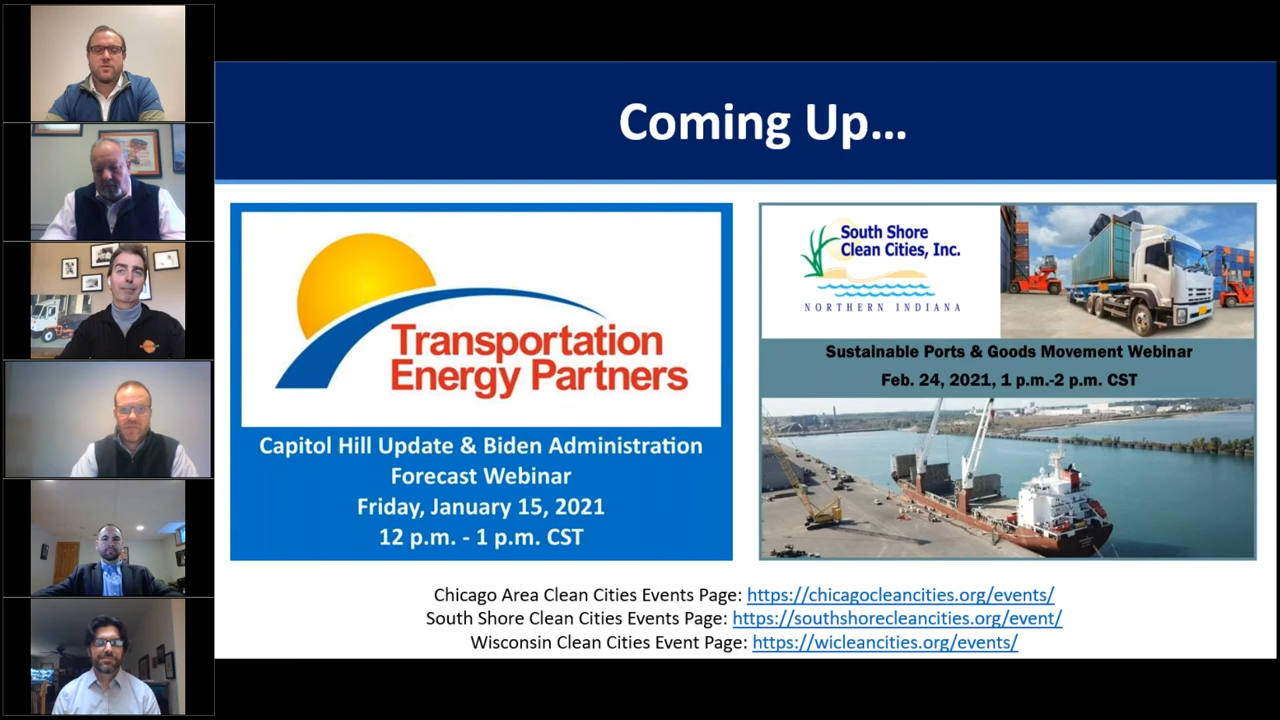 Coming Up...
Transportation
Energy Partners
Capitol Hill Update & Biden Administration
Forecast Webinar
Friday, January 15, 2021
12 p.m. - 1 p.m. CST
South Shore
Clean Cities, Inc.
NORTHERN INDIANA
Sustainable Ports & Goods Movement Webinar
Feb. 24, 2021, 1 p.m.-2 p.m. CST
Chicago Area Clean Cities Events Page: https://chicagocleancities.org/events/
South Shore Clean Cities Events Page: https://southshorecleancities.org/event/
Wisconsin Clean Cities Event Page: https://wicleancities.org/events/